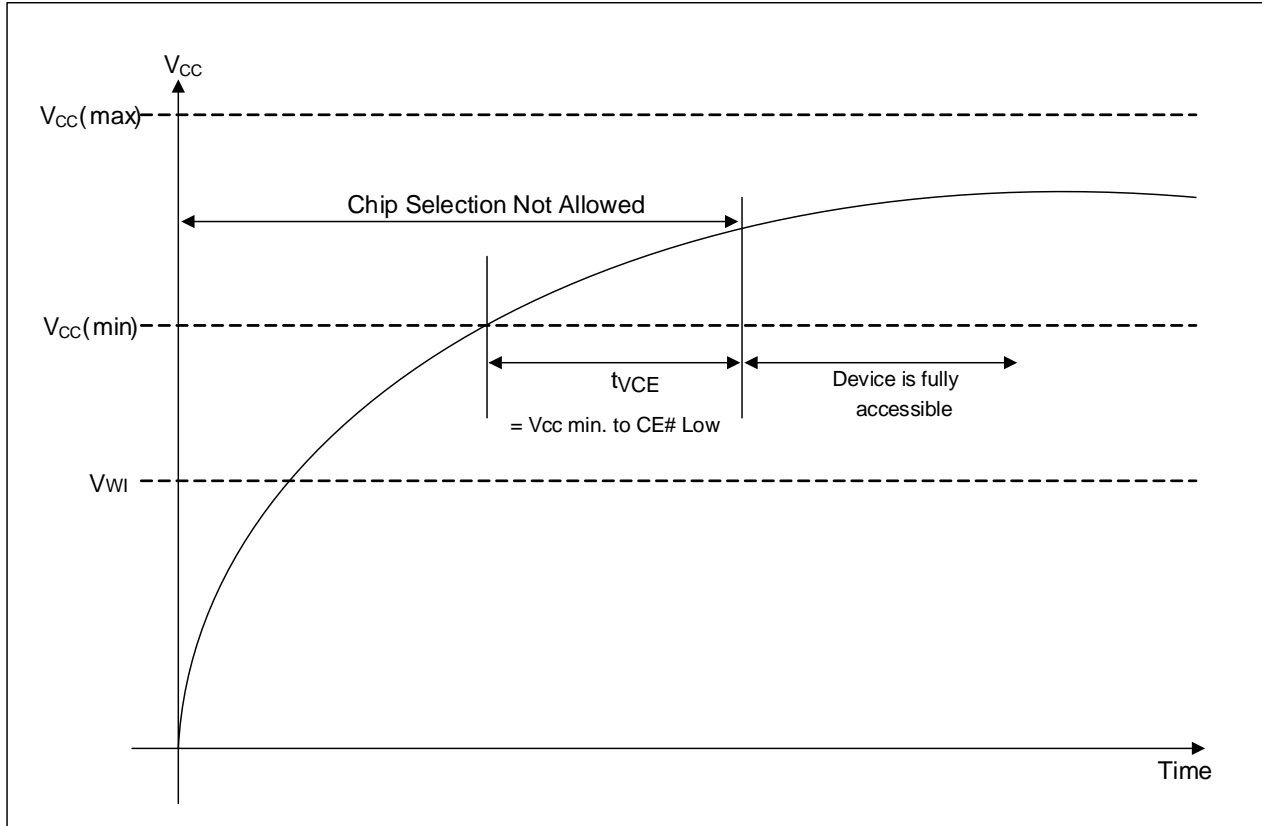 VCC
VCC(max)
Chip Selection Not Allowed
VCC(min)
tVCE
= Vcc min. to CE# Low
Device is fully
accessible
VWI
Time